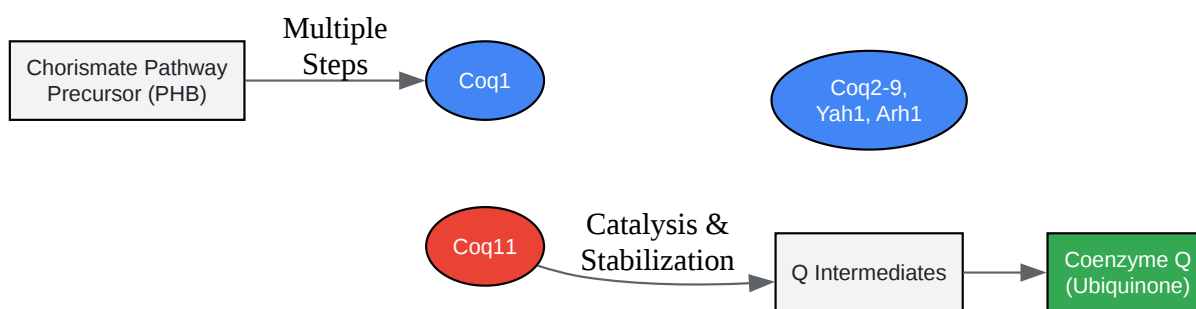 Chorismate Pathway
Precursor (PHB)
Multiple
Steps
Coq1
Coq2-9,
Yah1, Arh1
Coq11
Catalysis &
Stabilization
Q Intermediates
Coenzyme Q
(Ubiquinone)